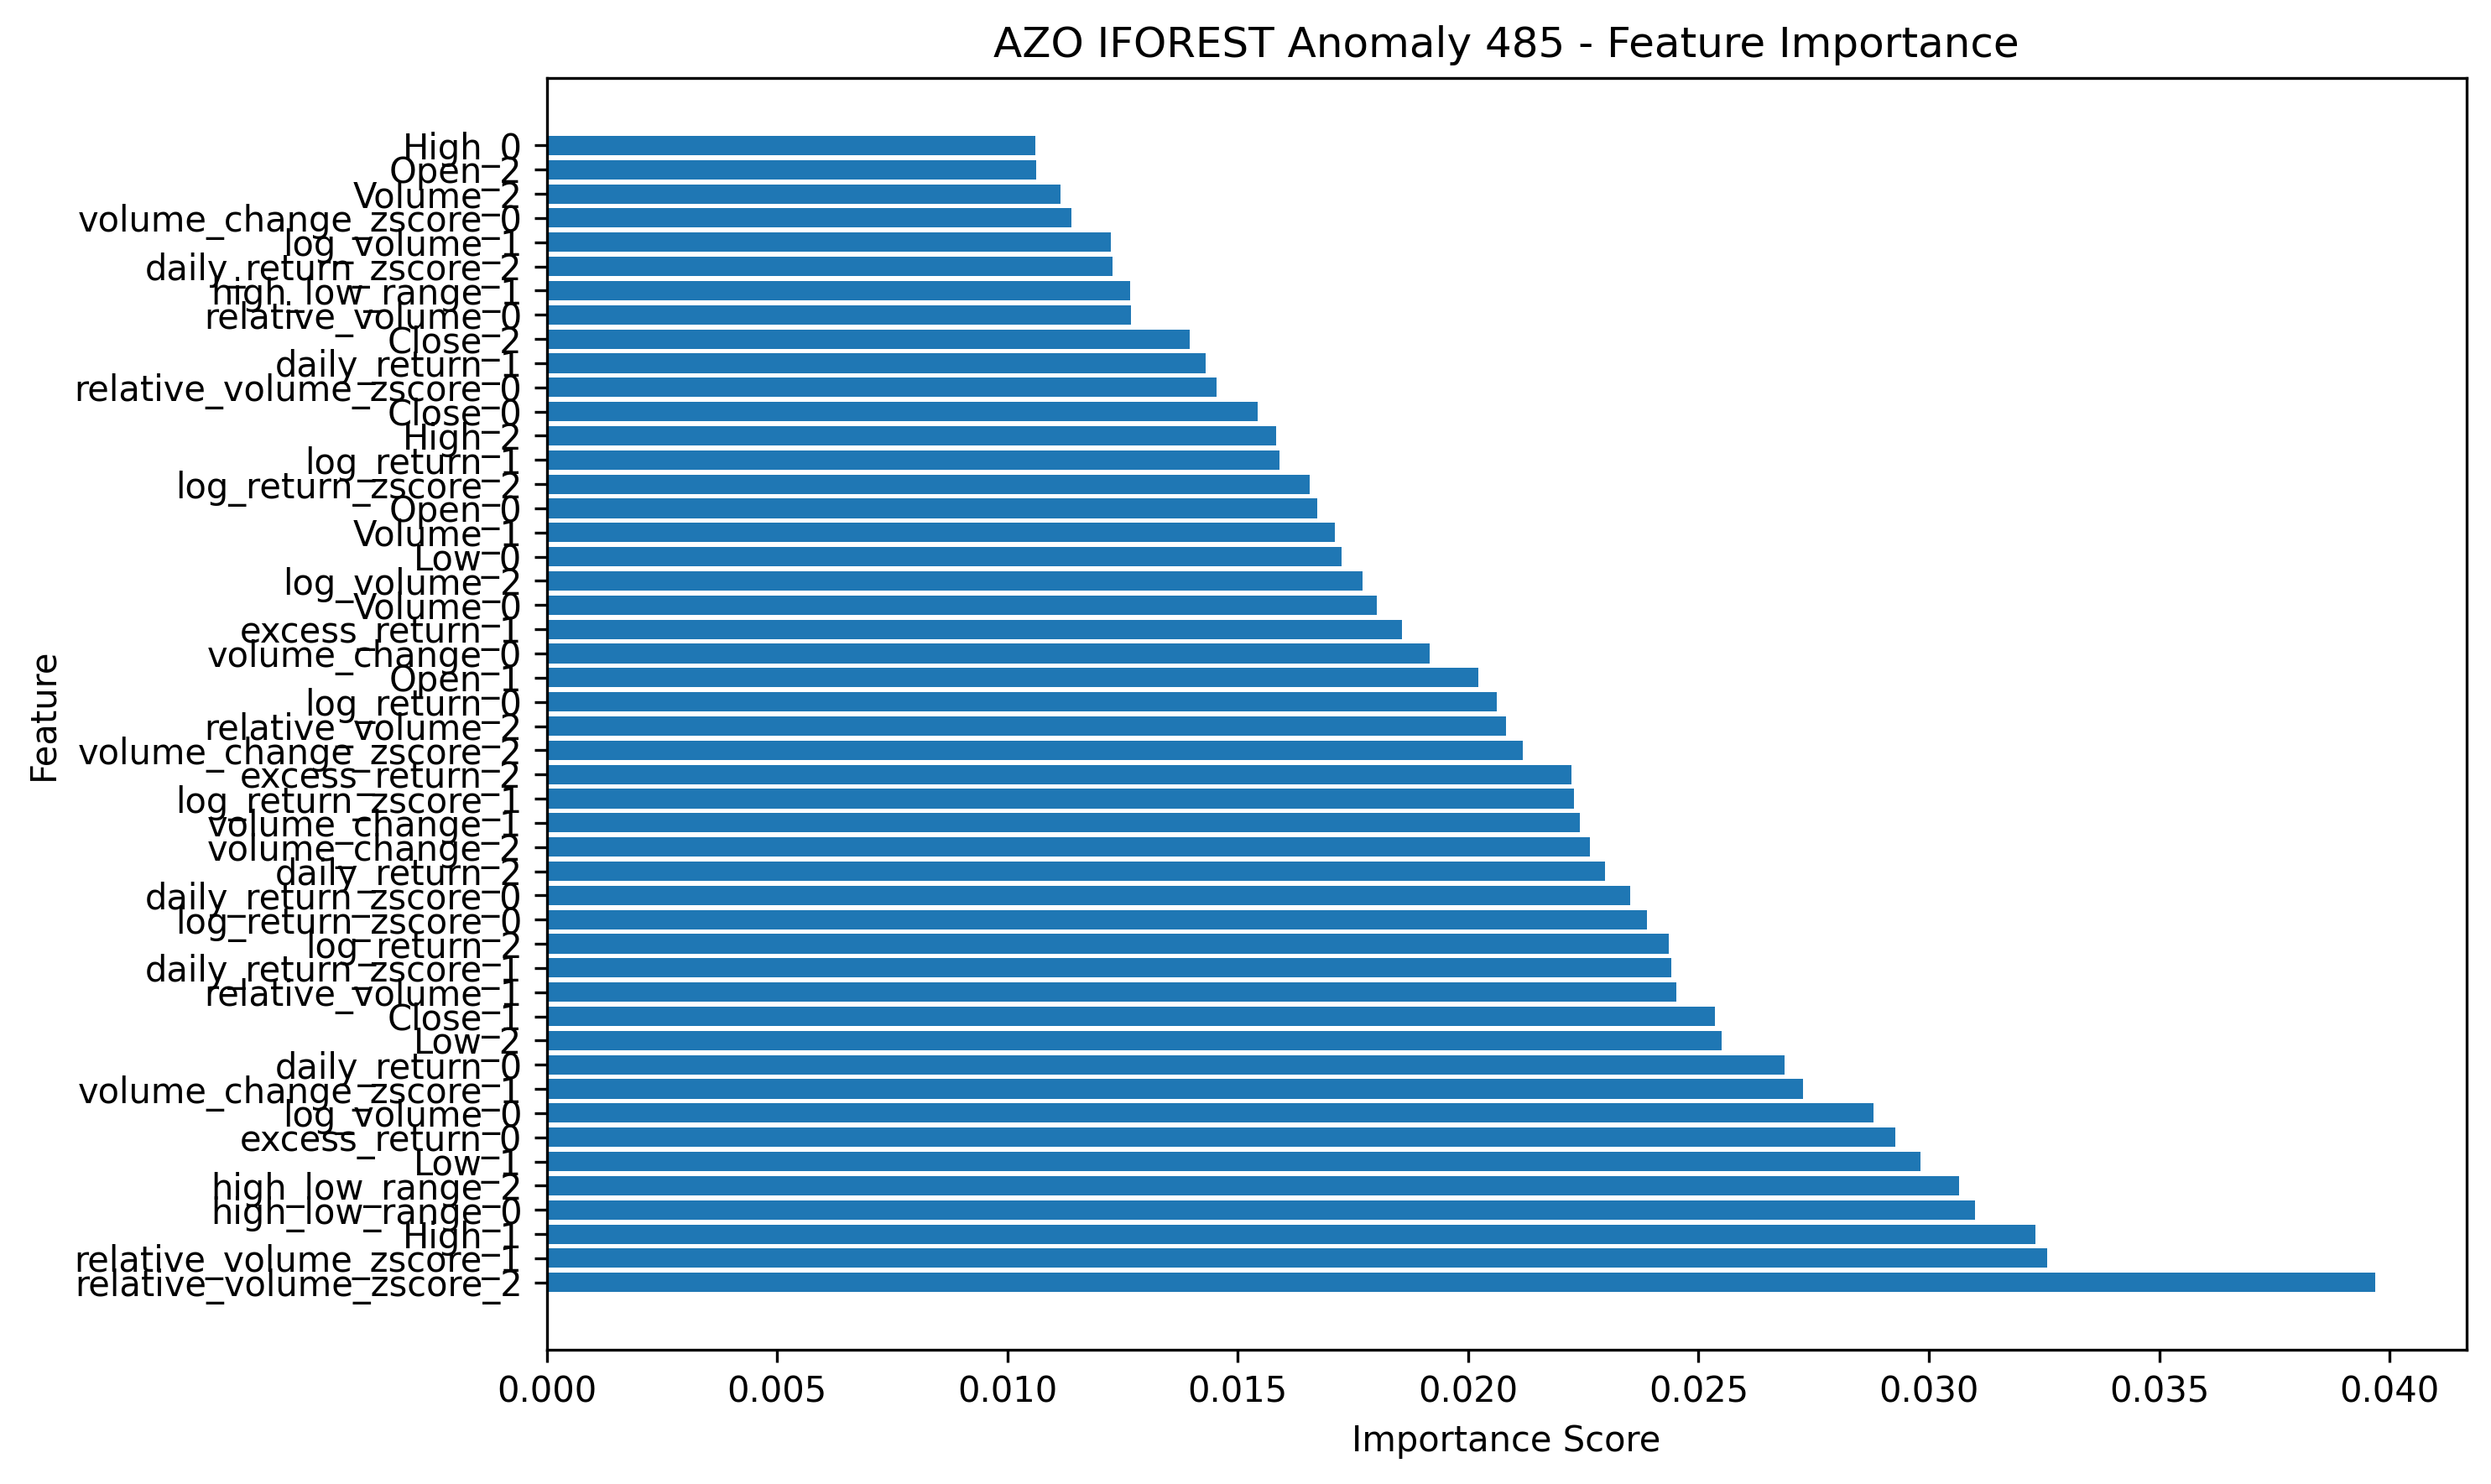 AZO IFOREST Anomaly 485 - Feature Importance
High_0
Open_2
Volume_2
volume_change_zscore_0
log_volume_1
daily_return_zscore_2
high_low_range_1
relative_volume_0
Close_2
daily_return_1
relative_volume_zscore_0
Close_0
High_2
log_return_1
log_return_zscore_2
Open_0
Volume_1
Low_0
log_volume_2
Volume_0
excess_return_1
volume_change_0
Open_1
log_return_0
relative_volume_2
volume_change_zscore_2
excess_return_2
log_return_zscore_1
volume_change_1
volume_change_2
daily_return_2
daily_return_zscore_0
log_return_zscore_0
log_return_2
daily_return_zscore_1
relative_volume_1
Close_1
Low_2
daily_return_0
volume_change_zscore_1
log_volume_0
excess_return_0
Low_1
high_low_range_2
high_low_range_0
High_1
relative_volume_zscore_1
relative_volume_zscore_2
Feature
0.000 0.005 0.010 0.015 0.020 0.025 0.030 0.035 0.040
Importance Score